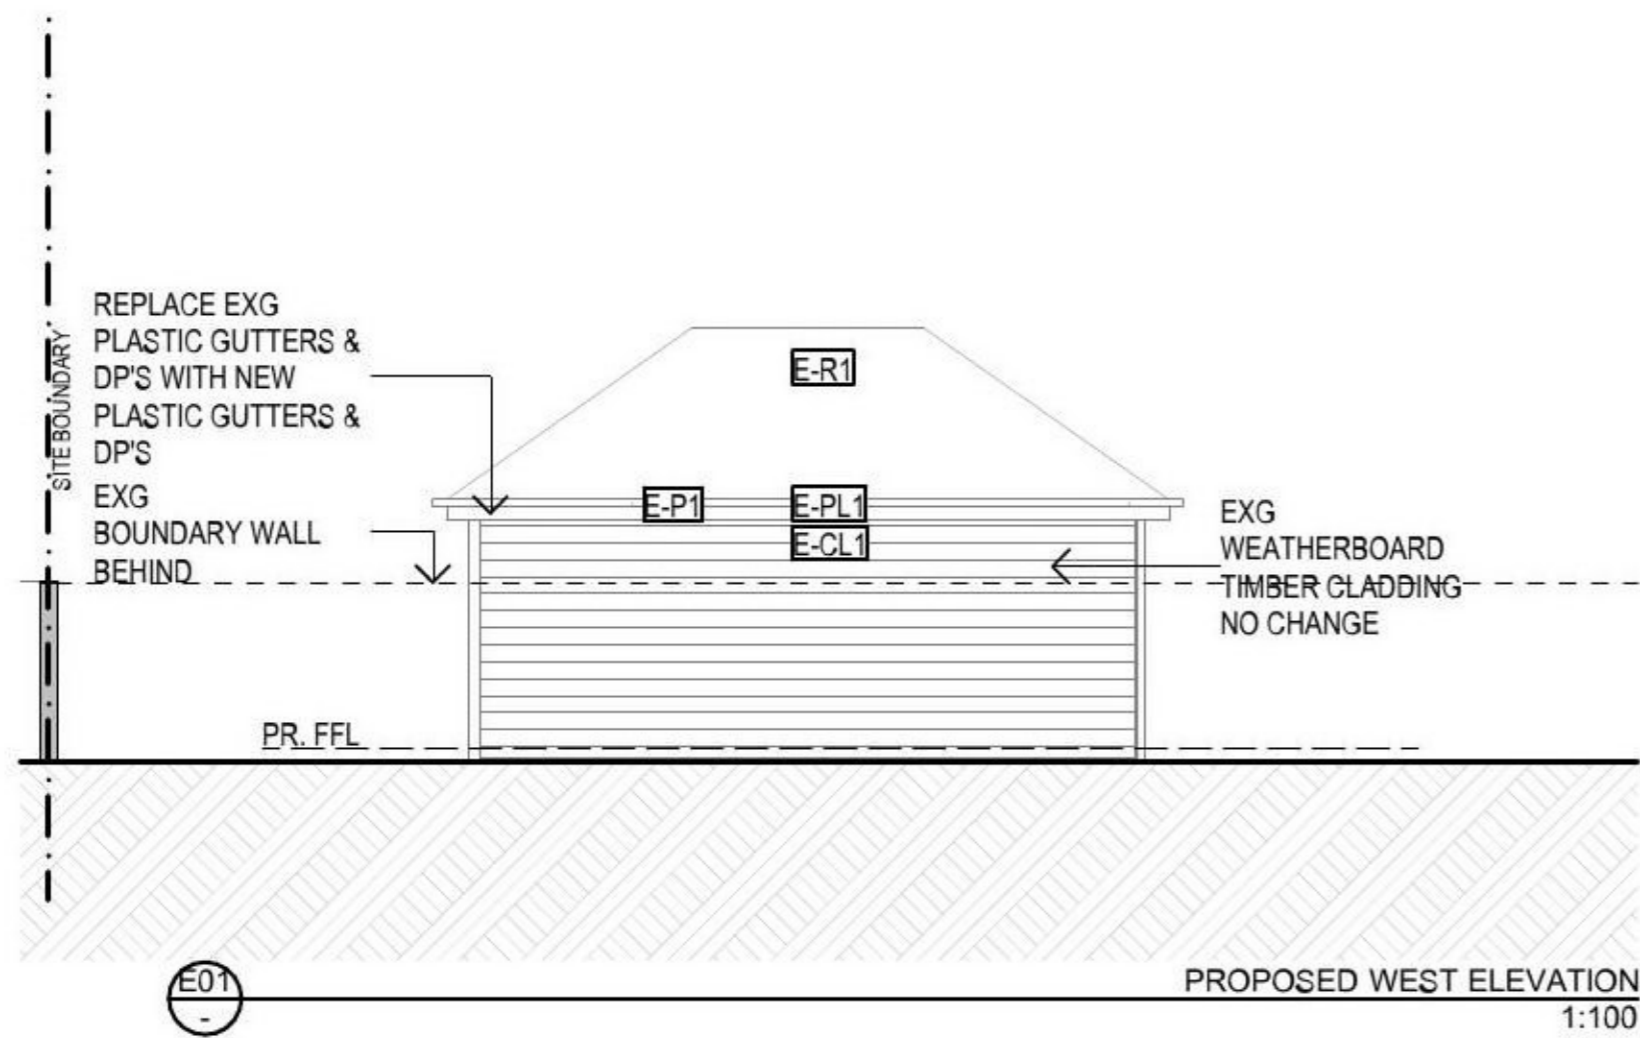 REPLACE EXG
PLASTIC GUTTERS &
DP'S WITH NEW
PLASTIC GUTTERS &
DP'S
SITE BOUNDARY
EXG
BOUNDARY WALL
BEHIND
E-R1
E-P1
E-PL1
E-CL1
EXG
WEATHERBOARD
TIMBER CLADDING
NO CHANGE
PR. FFL
E01
-
PROPOSED WEST ELEVATION
1:100